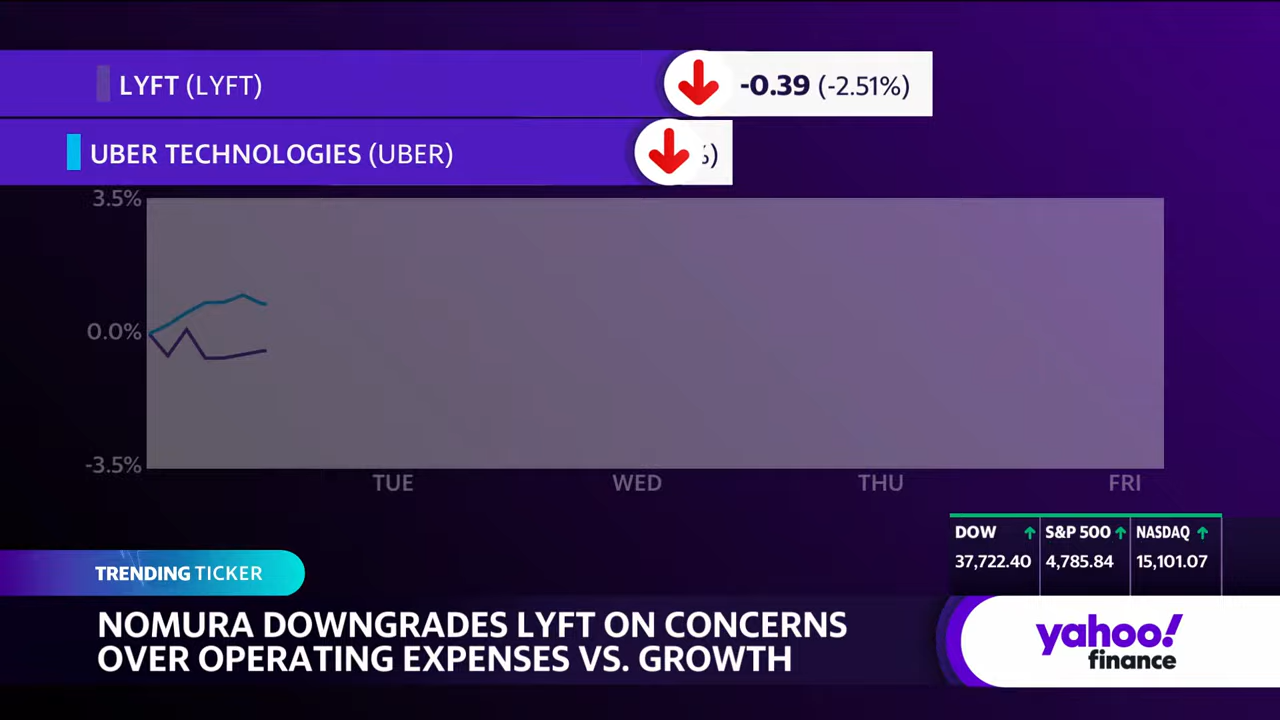 LYFT (LYFT)
-0.39 (-2.51%)
UBER TECHNOLOGIES (UBER)
%)
3.5%
0.0%
-3.5%
TUE WED THU FRI
DOW S&P 500 NASDAQ
37,722.40 4,785.84 15,101.07
TRENDING TICKER
NOMURA DOWNGRADES LYFT ON CONCERNS
OVER OPERATING EXPENSES VS. GROWTH
yahoo!
finance